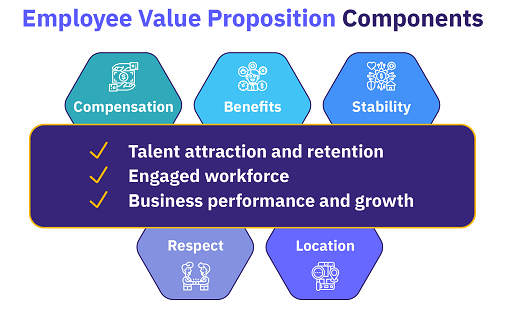 Employee Value Proposition Components
Compensation
Benefits
Stability
Talent attraction and retention
Engaged workforce
Business performance and growth
Respect
Location